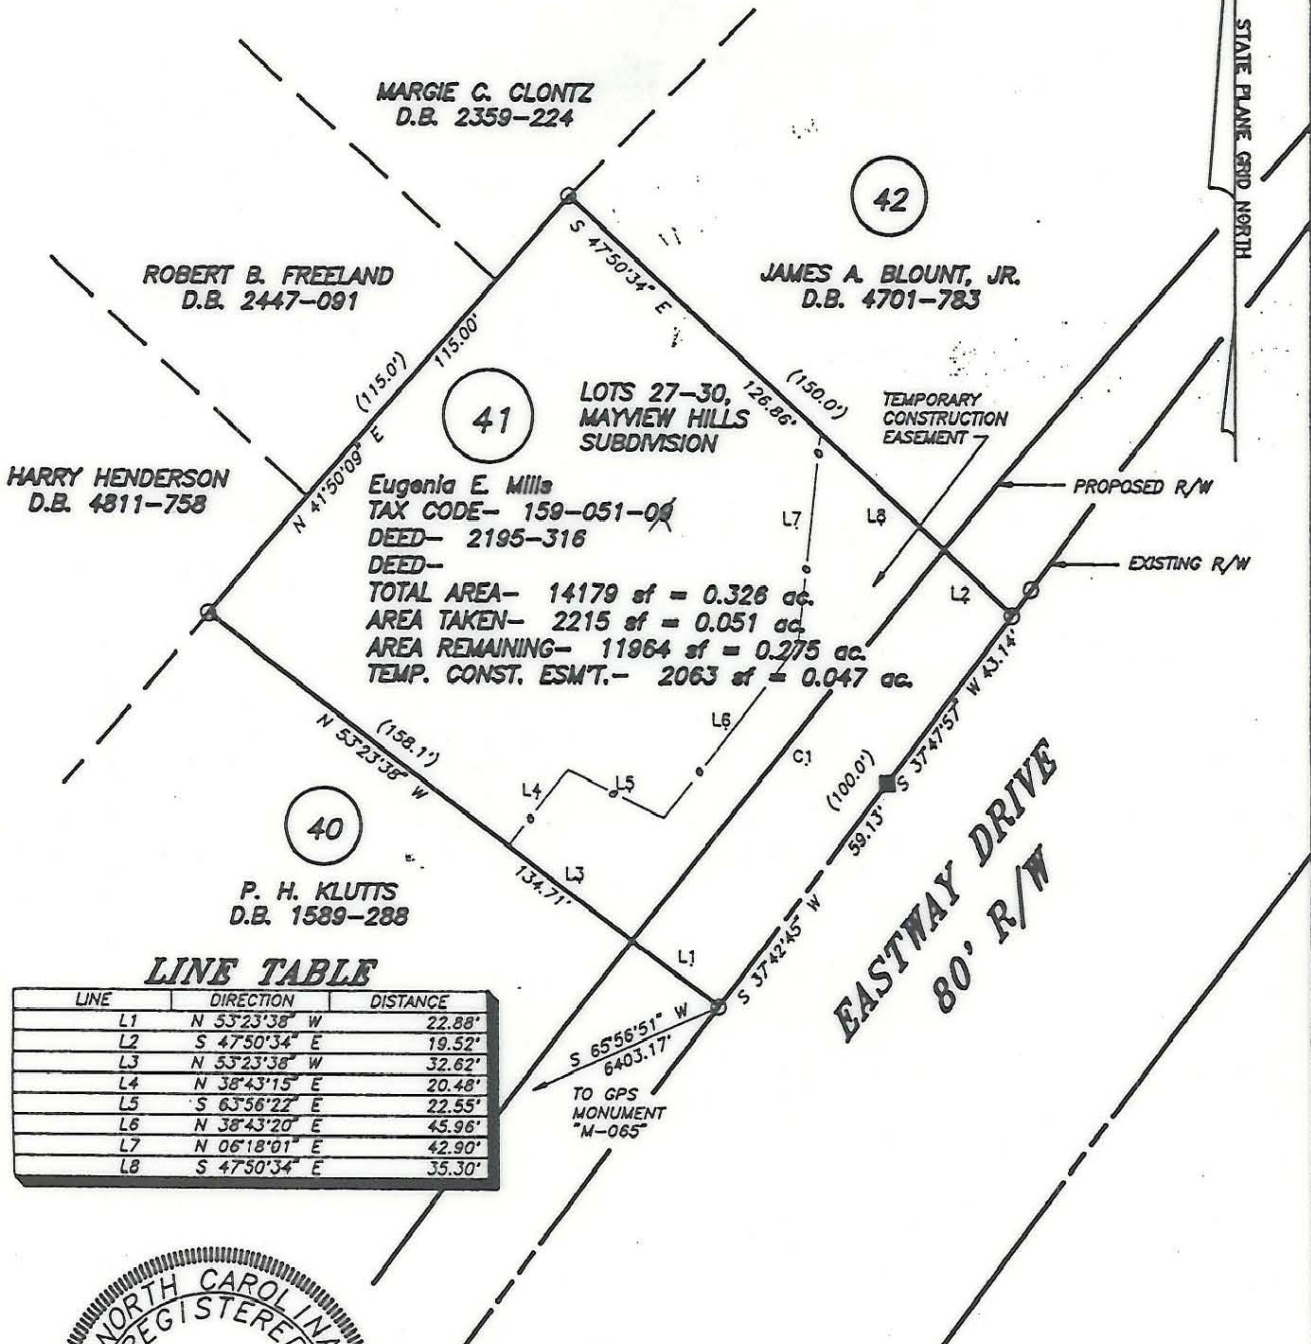 STATE PLANE GRID NORTH
MARGIE C. CLONTZ
D.B. 2359-224
42
JAMES A. BLOUNT, JR.
D.B. 4701-783
ROBERT B. FREELAND
D.B. 2447-091
S 47°50'34" E
(115.0')
115.00'
N 41°50'09" E
(150.0')
126.86'
41
LOTS 27-30,
MAYVIEW HILLS
SUBDIVISION
TEMPORARY
CONSTRUCTION
EASEMENT
HARRY HENDERSON
D.B. 4811-758
Eugenia E. Mills
TAX CODE- 159-051-09
DEED- 2195-316
DEED-
TOTAL AREA- 14179 sf = 0.326 ac.
AREA TAKEN- 2215 sf = 0.051 ac.
AREA REMAINING- 11964 sf = 0.275 ac.
TEMP. CONST. ESM'T.- 2063 sf = 0.047 ac.
L7
L8
PROPOSED R/W
EXISTING R/W
L2
L6
C1
S 37°47'57" W 43.14'
(158.1')
N 53°23'38" W
L4
L5
(100.0')
59.13'
40
P. H. KLUTTS
D.B. 1589-288
L3
134.71'
L1
S 37°42'45" W
EASTWAY DRIVE
80' R/W
S 65°56'51" W
6403.17'
TO GPS
MONUMENT
"M-065"
LINE TABLE
LINE DIRECTION DISTANCE
L1 N 53°23'38" W 22.88'
L2 S 47°50'34" E 19.52'
L3 N 53°23'38" W 32.62'
L4 N 38°43'15" E 20.48'
L5 S 63°56'22" E 22.55'
L6 N 38°43'20" E 45.96'
L7 N 06°18'01" E 42.90'
L8 S 47°50'34" E 35.30'
NORTH CAROLINA
REGISTERED